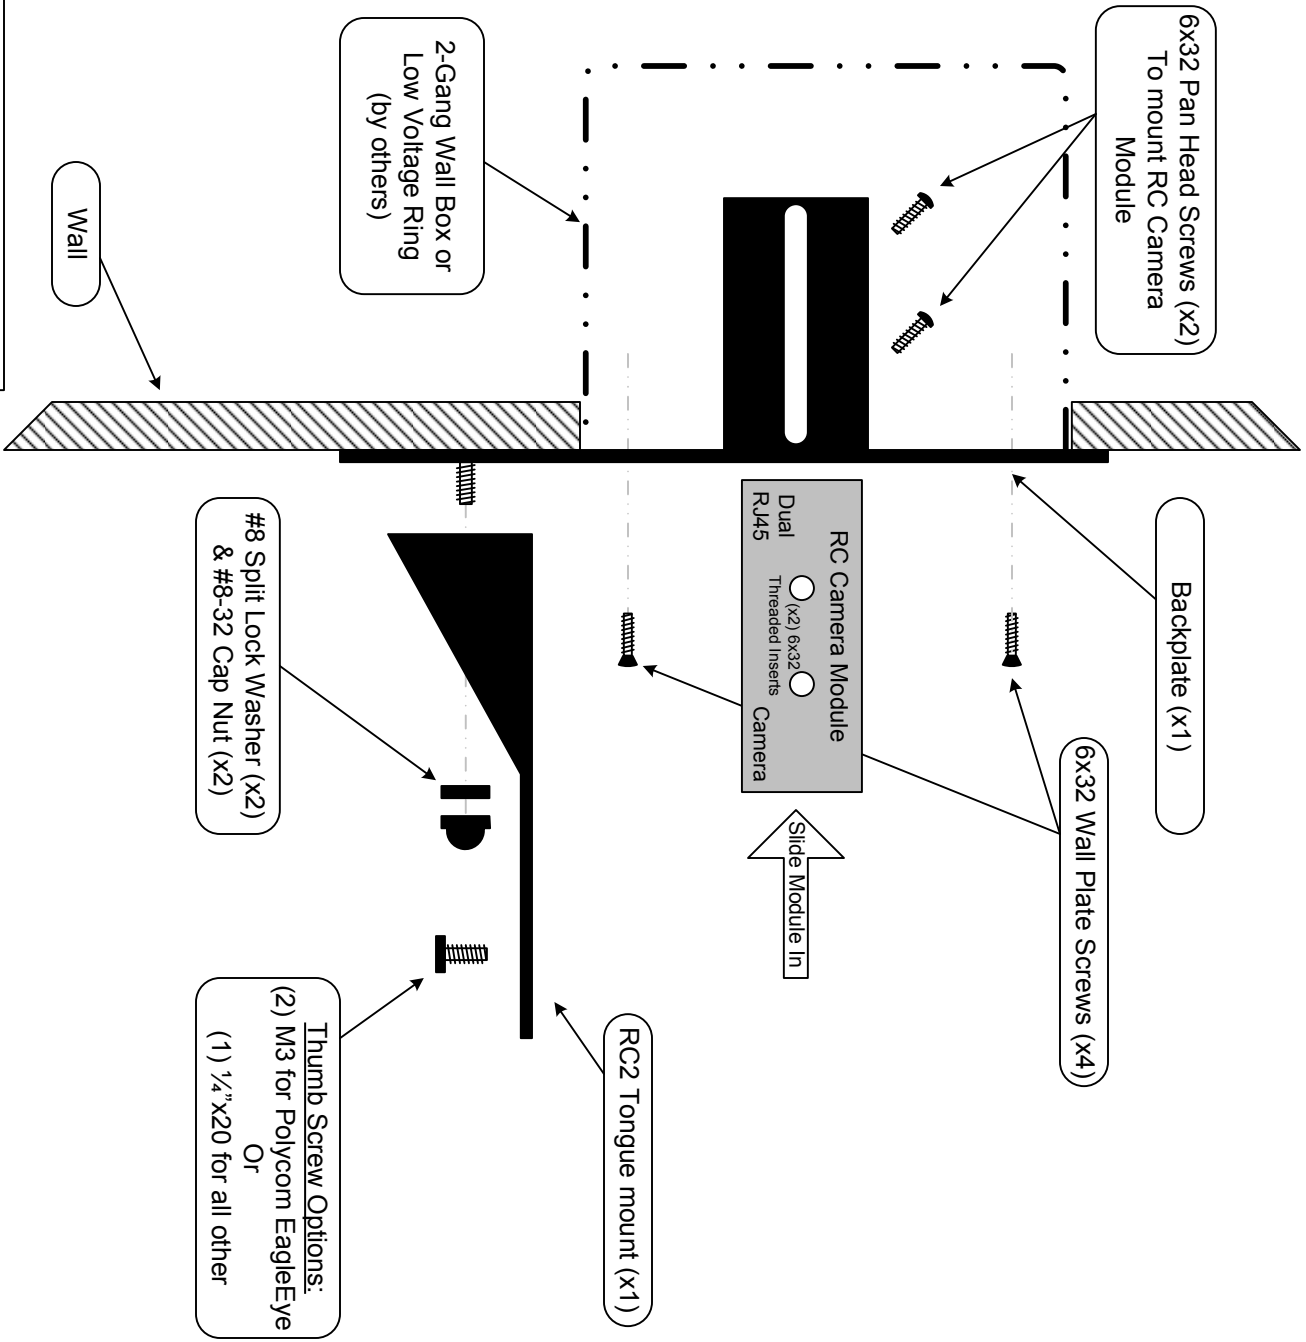 6x32 Pan Head Screws (x2)
To mount RC Camera
Module
Backplate (x1)
6x32 Wall Plate Screws (x4)
RC Camera Module
Dual
RJ45
(x2) 6x32
Threaded Inserts
Camera
Slide Module In
2-Gang Wall Box or
Low Voltage Ring
(by others)
RC2 Tongue mount (x1)
#8 Split Lock Washer (x2)
& #8-32 Cap Nut (x2)
Thumb Screw Options:
(2) M3 for Polycom EagleEye
Or
(1) ¼”x20 for all other
Wall